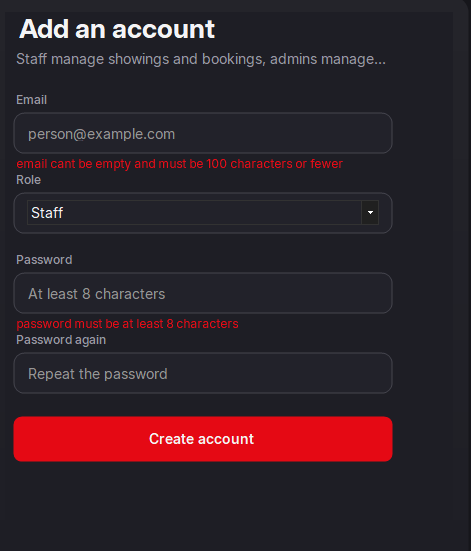 Add an account
Staff manage showings and bookings, admins manage...
Email
person@example.com
email cant be empty and must be 100 characters or fewer
Role
Staff
Password
At least 8 characters
password must be at least 8 characters
Password again
Repeat the password
Create account